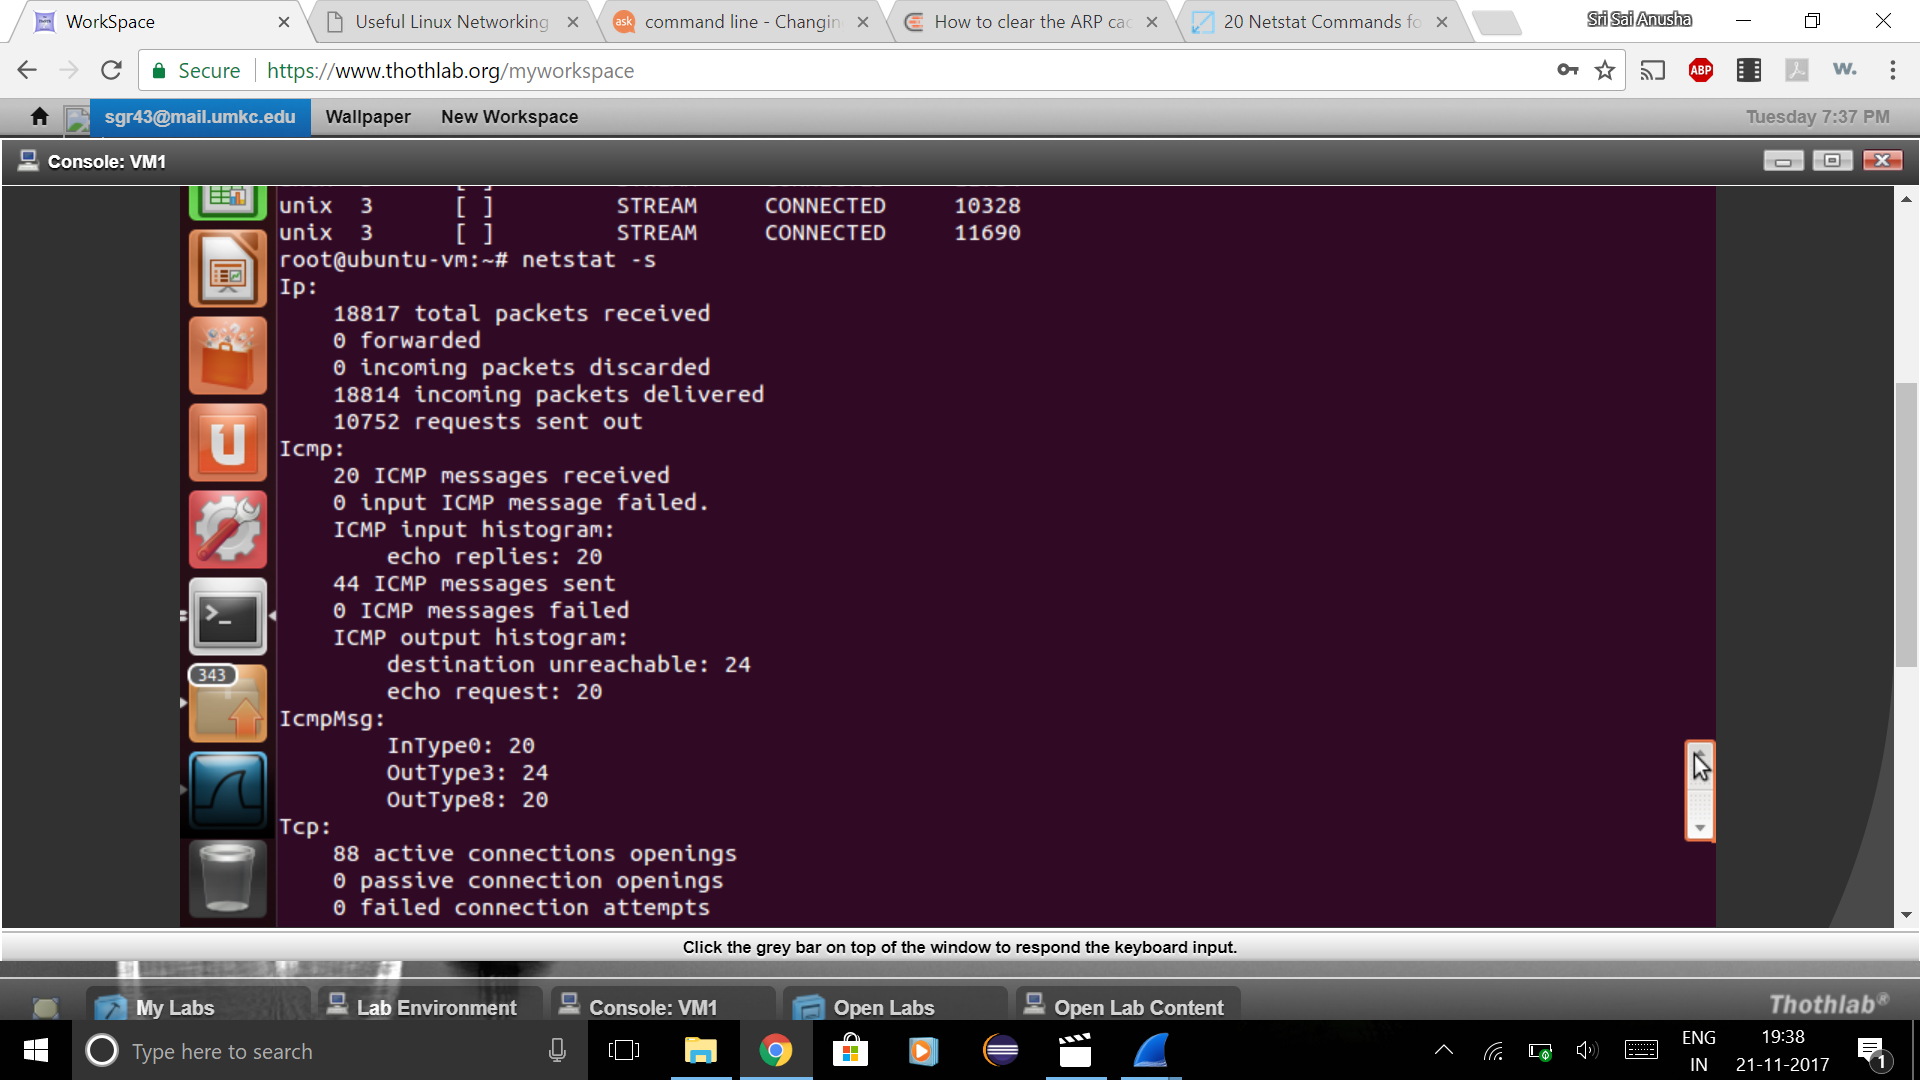 WorkSpace
Useful Linux Networking
ask command line - Changin
How to clear the ARP cac
20 Netstat Commands fo
Sri Sai Anusha
Secure https://www.thothlab.org/myworkspace
ABP
w.
sgr43@mail.umkc.edu Wallpaper New Workspace Tuesday 7:37 PM
Console: VM1
unix 3 [ ] STREAM CONNECTED 10328
unix 3 [ ] STREAM CONNECTED 11690
root@ubuntu-vm:~# netstat -s
Ip:
18817 total packets received
0 forwarded
0 incoming packets discarded
18814 incoming packets delivered
10752 requests sent out
Icmp:
20 ICMP messages received
0 input ICMP message failed.
ICMP input histogram:
echo replies: 20
44 ICMP messages sent
0 ICMP messages failed
ICMP output histogram:
destination unreachable: 24
echo request: 20
IcmpMsg:
InType0: 20
OutType3: 24
OutType8: 20
Tcp:
88 active connections openings
0 passive connection openings
0 failed connection attempts
>_
343
Click the grey bar on top of the window to respond the keyboard input.
My Labs Lab Environment Console: VM1 Open Labs Open Lab Content Thothlab®
Type here to search
ENG
IN
19:38
21-11-2017
1